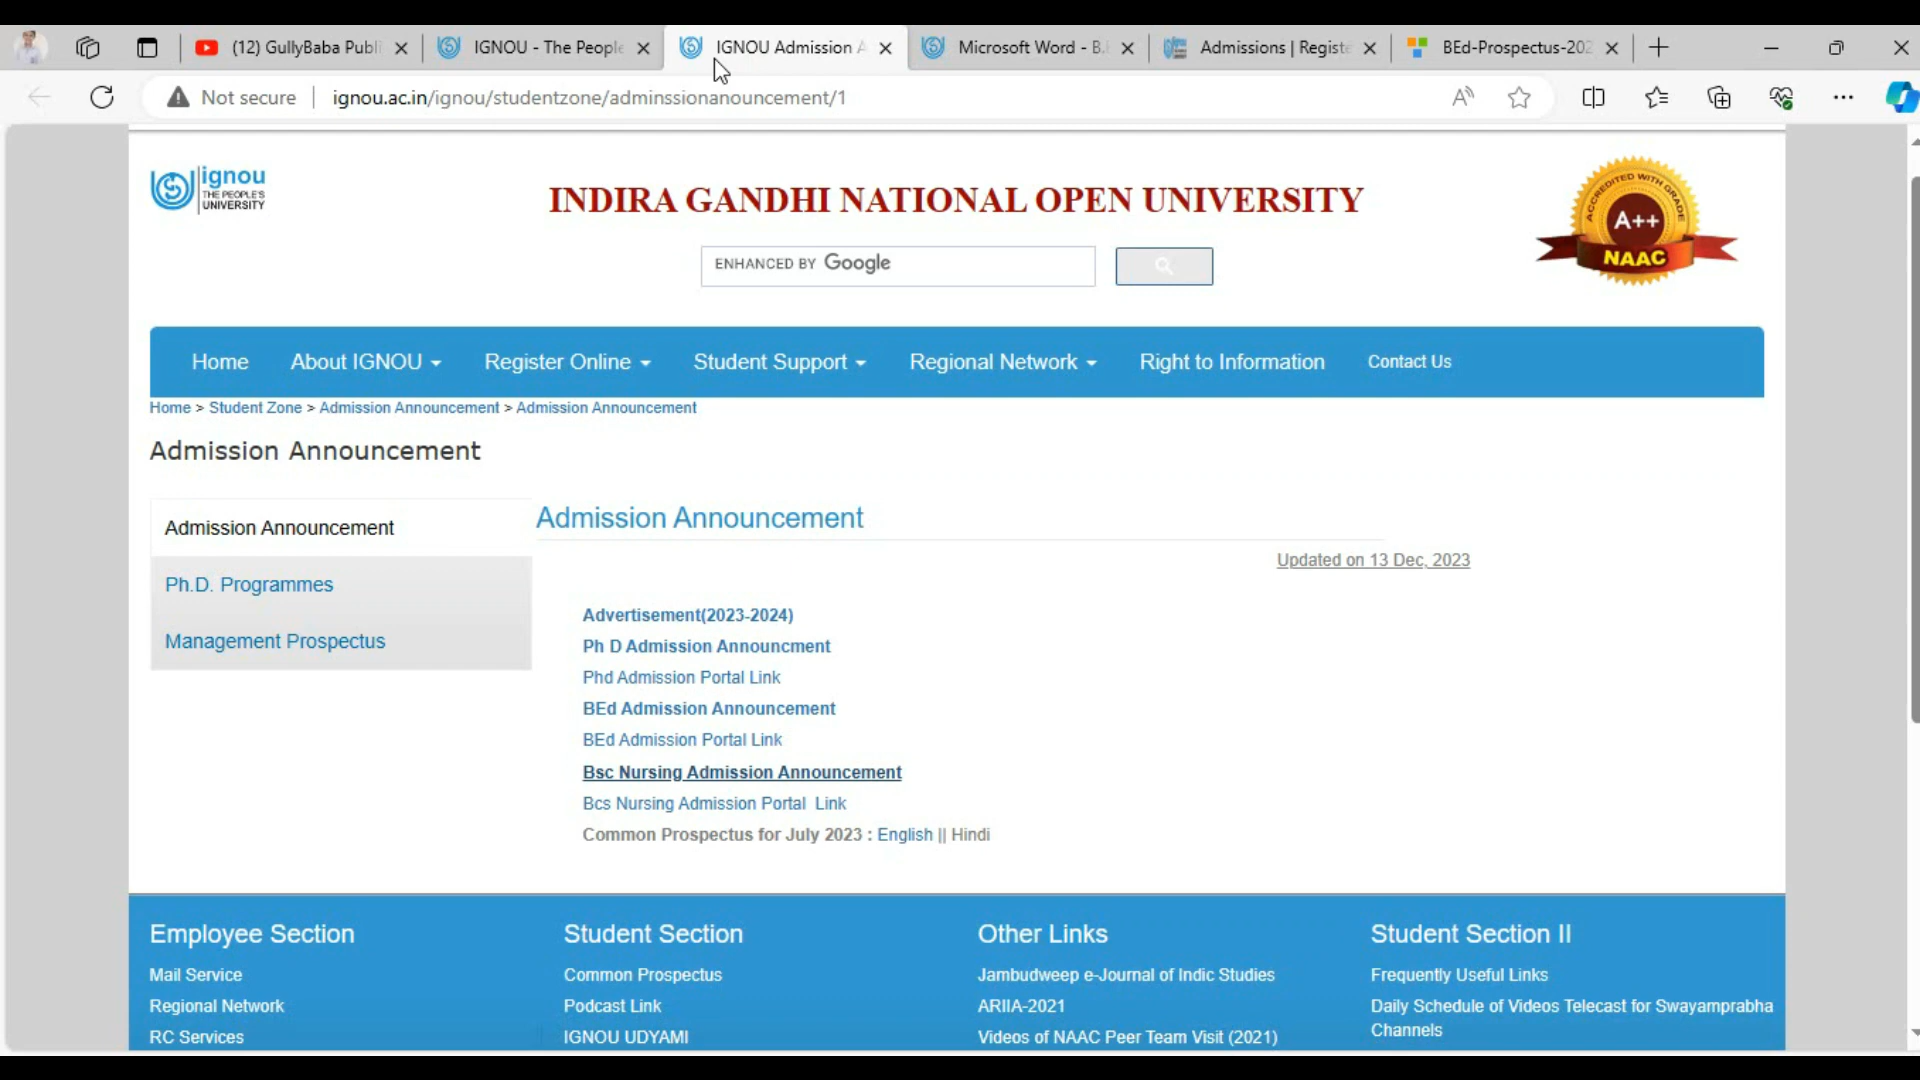 (12) GullyBaba Publi
IGNOU - The People
IGNOU Admission A
Microsoft Word - B.
Admissions | Registe
BEd-Prospectus-202
Not secure
ignou.ac.in/ignou/studentzone/adminssionanouncement/1
ignou
THE PEOPLE'S
UNIVERSITY
INDIRA GANDHI NATIONAL OPEN UNIVERSITY
ACCREDITED WITH GRADE
A++
NAAC
ENHANCED BY Google
Home
About IGNOU
Register Online
Student Support
Regional Network
Right to Information
Contact Us
Home > Student Zone > Admission Announcement > Admission Announcement
Admission Announcement
Admission Announcement
Ph.D. Programmes
Management Prospectus
Admission Announcement
Updated on 13 Dec, 2023
Advertisement(2023-2024)
Ph D Admission Announcment
Phd Admission Portal Link
BEd Admission Announcement
BEd Admission Portal Link
Bsc Nursing Admission Announcement
Bcs Nursing Admission Portal Link
Common Prospectus for July 2023 : English || Hindi
Employee Section
Mail Service
Regional Network
RC Services
Student Section
Common Prospectus
Podcast Link
IGNOU UDYAMI
Other Links
Jambudweep e-Journal of Indic Studies
ARIIA-2021
Videos of NAAC Peer Team Visit (2021)
Student Section II
Frequently Useful Links
Daily Schedule of Videos Telecast for Swayamprabha
Channels